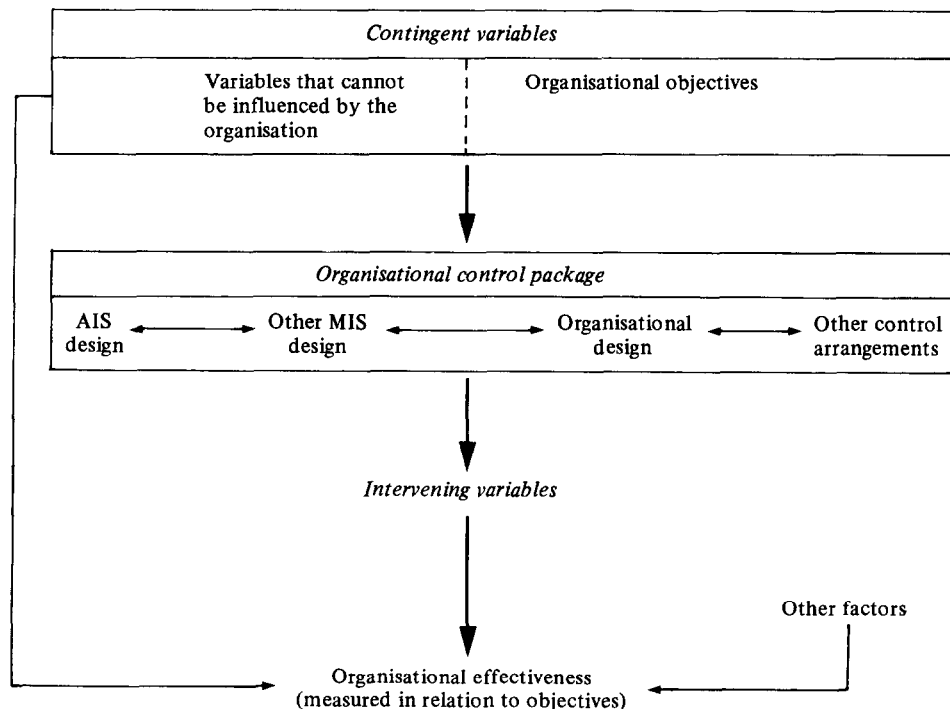 Contingent variables
Variables that cannot
be influenced by the
organisation
Organisational objectives
Organisational control package
AIS
design
Other MIS
design
Organisational
design
Other control
arrangements
Intervening variables
Other factors
Organisational effectiveness
(measured in relation to objectives)